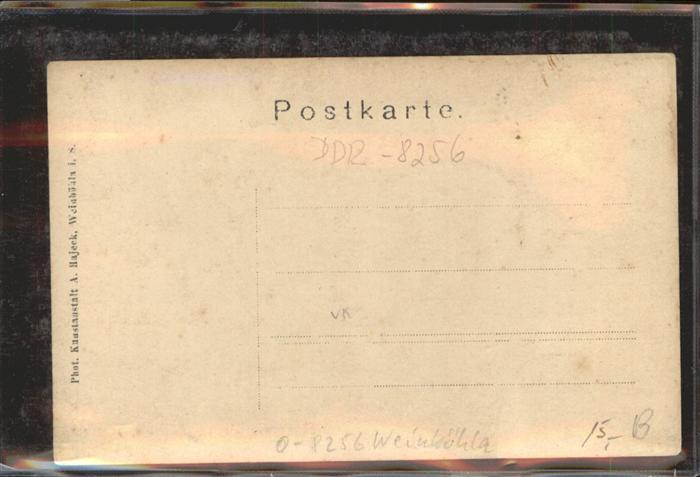 Postkarte.
DDR-8256
Phot. Kunstanstalt A. Hajeck, Weinböhla i. S.
VK
O-8256 Weinböhla
15,- B